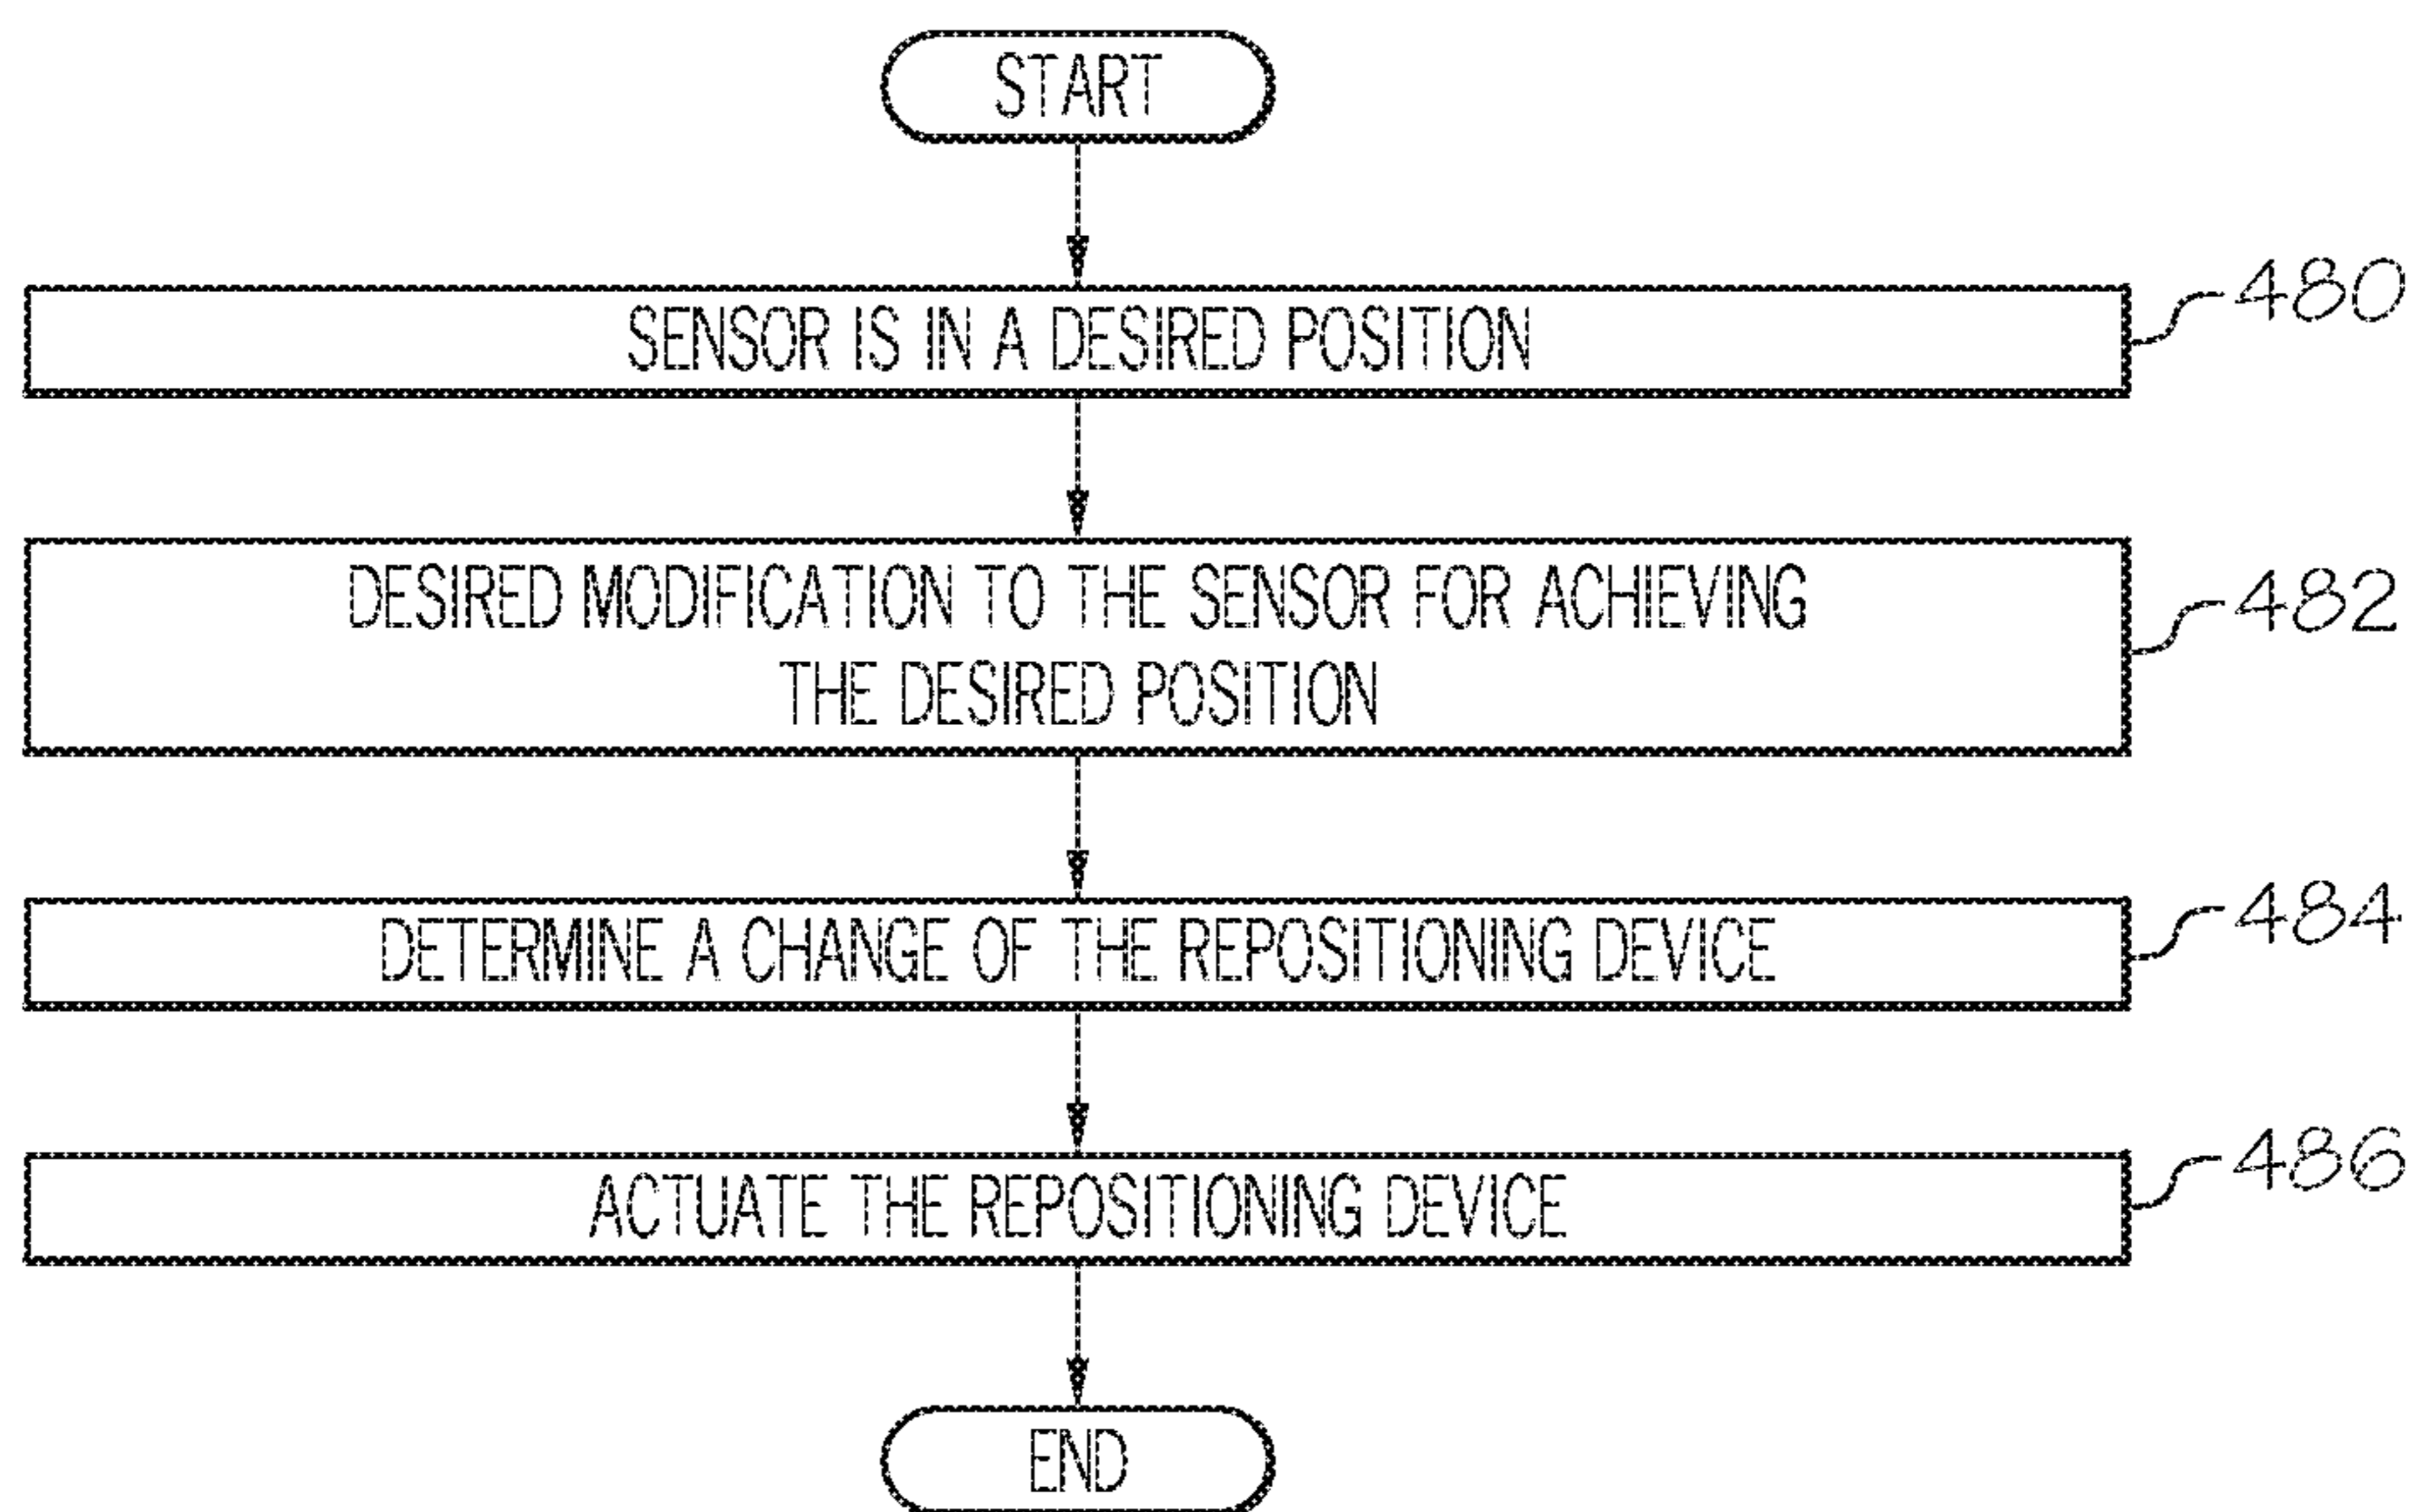 START
SENSOR IS IN A DESIRED POSITION
480
DESIRED MODIFICATION TO THE SENSOR FOR ACHIEVING
THE DESIRED POSITION
482
DETERMINE A CHANGE OF THE REPOSITIONING DEVICE
484
ACTUATE THE REPOSITIONING DEVICE
486
END